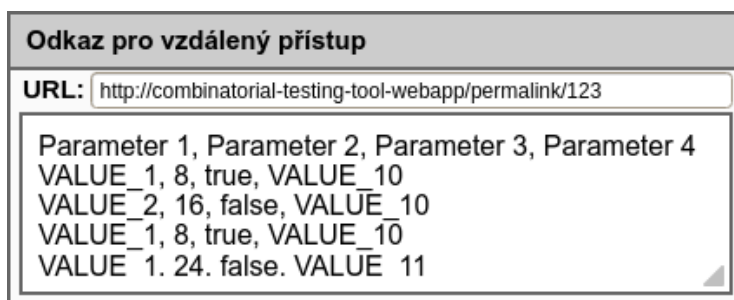 Odkaz pro vzdálený přístup
URL: http://combinatorial-testing-tool-webapp/permalink/123
Parameter 1, Parameter 2, Parameter 3, Parameter 4
VALUE_1, 8, true, VALUE_10
VALUE_2, 16, false, VALUE_10
VALUE_1, 8, true, VALUE_10
VALUE_1, 24, false, VALUE_11